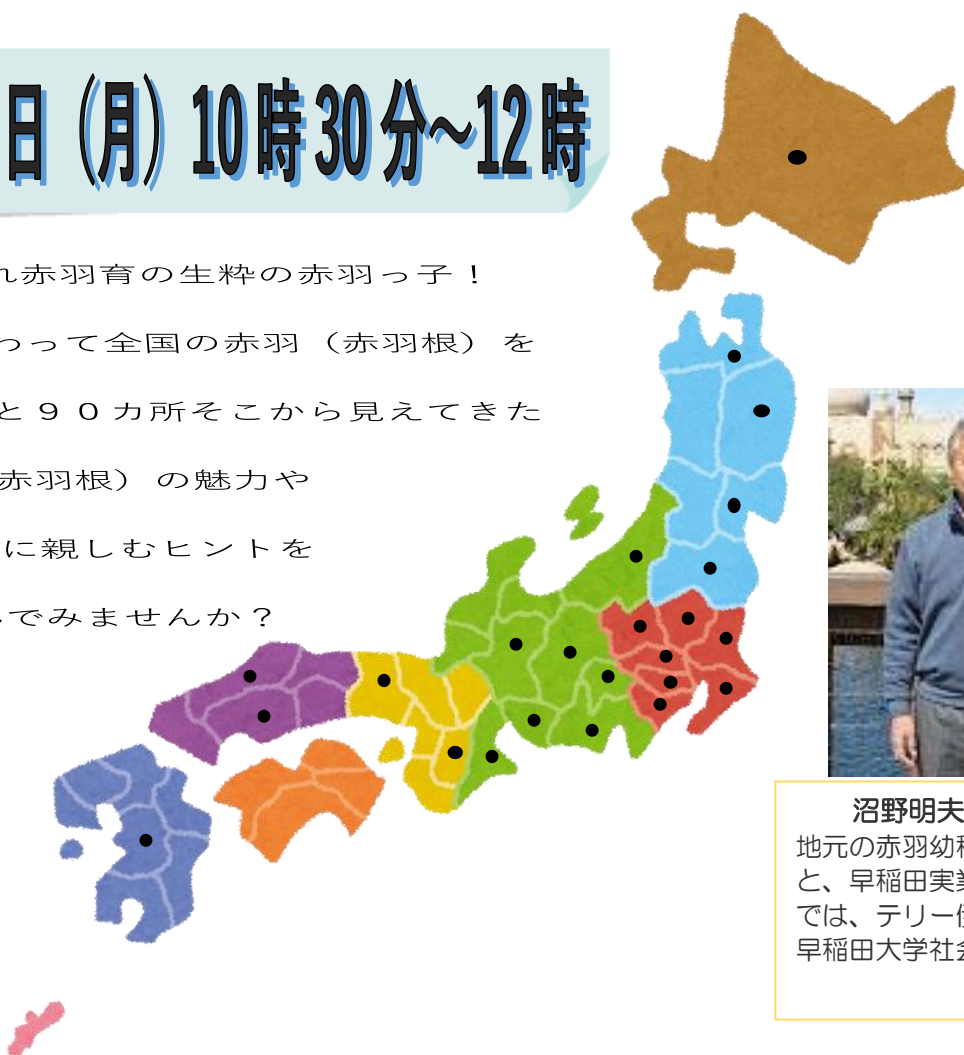 日（月）10時30分～12時
れ赤羽育の生粋の赤羽っ子！
わって全国の赤羽（赤羽根）を
と９０カ所そこから見えてきた
赤羽根）の魅力や
に親しむヒントを
でみませんか？
沼野明夫
地元の赤羽幼稚
と、早稲田実業
では、テリー伊
早稲田大学社会